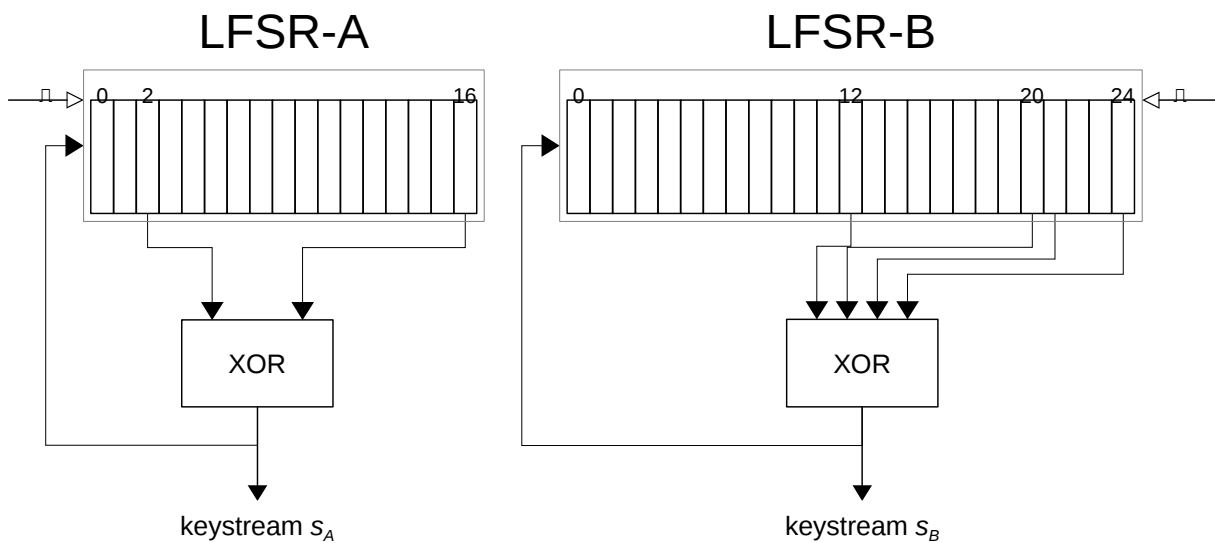 LFSR-A
LFSR-B
0 2 16
0 12 20 24
XOR
XOR
keystream sA
keystream sB